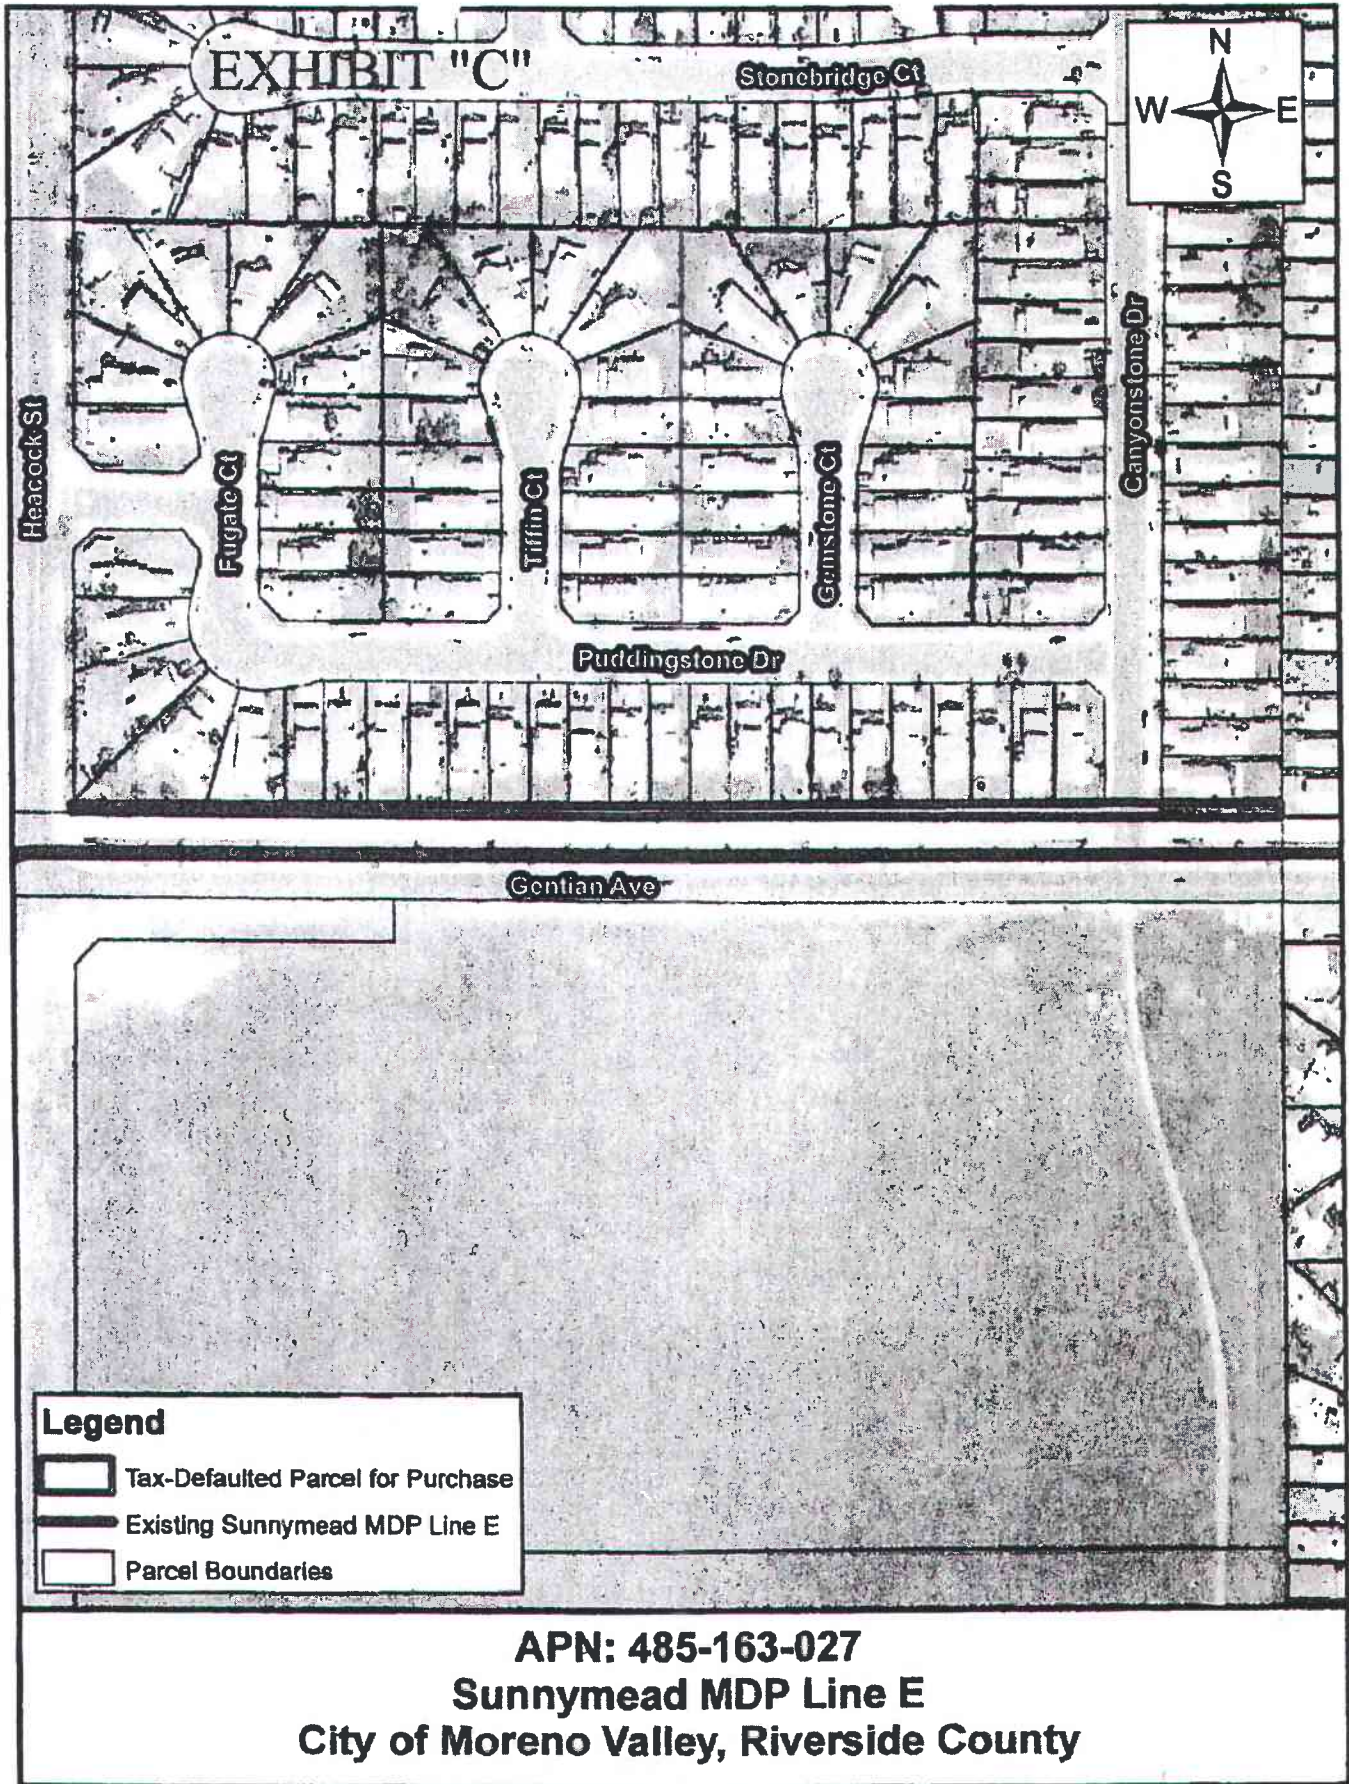 EXHIBIT "C"
Stonebridge Ct
N
W E
S
Heacock St
Fugate Ct
Tiffin Ct
Gemstone Ct
Canyonstone Dr
Puddingstone Dr
Gentian Ave
Legend
Tax-Defaulted Parcel for Purchase
Existing Sunnymead MDP Line E
Parcel Boundaries
APN: 485-163-027
Sunnymead MDP Line E
City of Moreno Valley, Riverside County